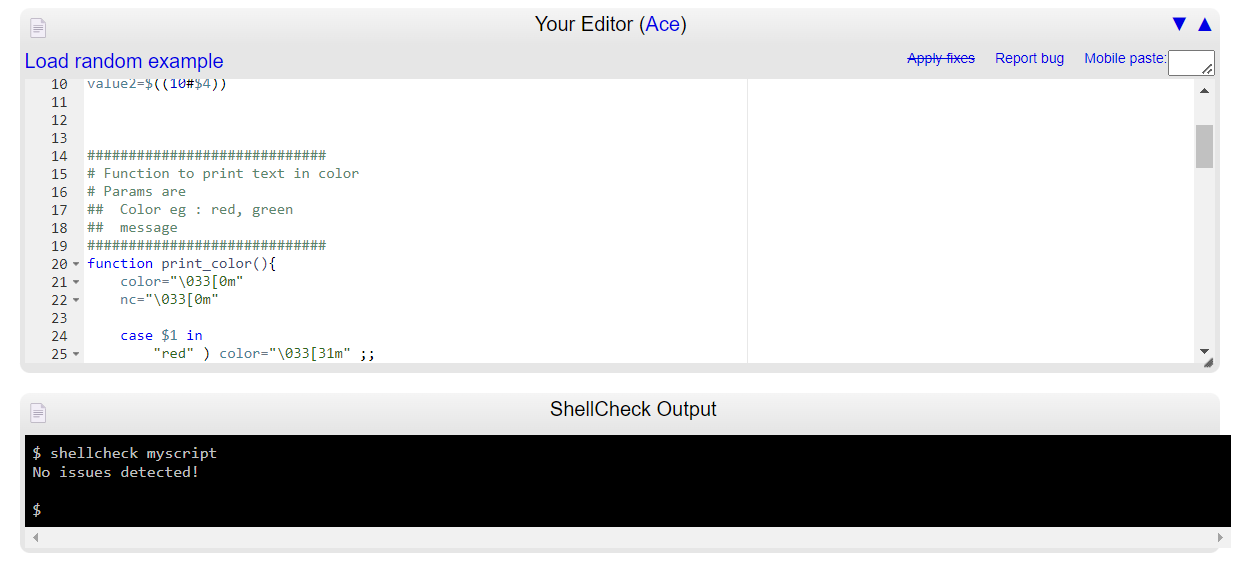 Your Editor (Ace) ▼ ▲
Load random example Apply fixes Report bug Mobile paste:
10 value2=$((10#$4))
11
12
13
14 #############################
15 # Function to print text in color
16 # Params are
17 ##  Color eg : red, green
18 ##  message
19 #############################
20 function print_color(){
21     color="\033[0m"
22     nc="\033[0m"
23
24     case $1 in
25         "red" ) color="\033[31m" ;;
ShellCheck Output
$ shellcheck myscript
No issues detected!
$